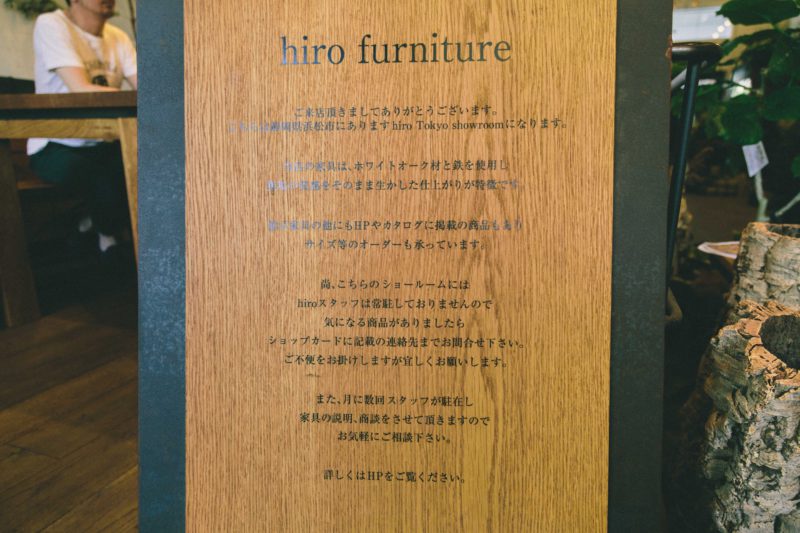 hiro furniture
ご来店頂きましてありがとうございます。
こちらは静岡県浜松市にありますhiro Tokyo showroomになります。
の家具は、ホワイトオーク材と鉄を使用し
をそのまま生かした仕上がりが特徴です。
家具の他にもHPやカタログに掲載の商品もあり
サイズ等のオーダーも承っています。
尚、こちらのショールームには
hiroスタッフは常駐しておりませんので
気になる商品がありましたら
ショップカードに記載の連絡先までお問合せ下さい。
ご不便をお掛けしますが宜しくお願いします。
また、月に数回スタッフが駐在し
家具の説明、商談をさせて頂きますので
お気軽にご相談下さい。
詳しくはHPをご覧ください。